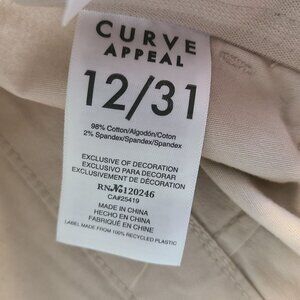 CURVE
APPEAL
12/31
98% Cotton/Algodón/Coton
2% Spandex/Spandex/Spandex
EXCLUSIVE OF DECORATION
EXCLUSIVO PARA DECORAR
EXCLUSIVEMENT DE DÉCORATION
RN№120246
CA#25419
MADE IN CHINA
HECHO EN CHINA
FABRIQUÉ EN CHINE
LABEL MADE FROM 100% RECYCLED PLASTIC